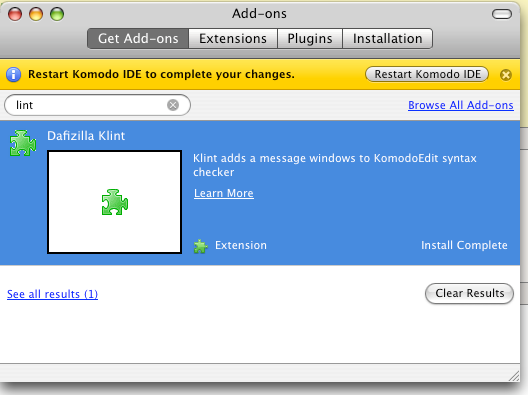 Add-ons
Get Add-ons Extensions Plugins Installation
Restart Komodo IDE to complete your changes. Restart Komodo IDE
lint Browse All Add-ons
Dafizilla Klint
Klint adds a message windows to KomodoEdit syntax
checker
Learn More
Extension Install Complete
See all results (1) Clear Results